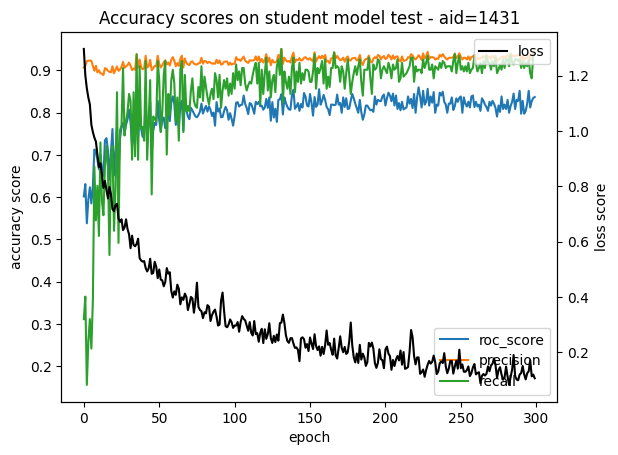 Accuracy scores on student model test - aid=1431
loss
0.9
0.8
0.7
0.6
0.5
0.4
0.3
0.2
accuracy score
1.2
1.0
0.8
0.6
0.4
0.2
loss score
roc_score
precision
recall
0
50
100
150
200
250
300
epoch